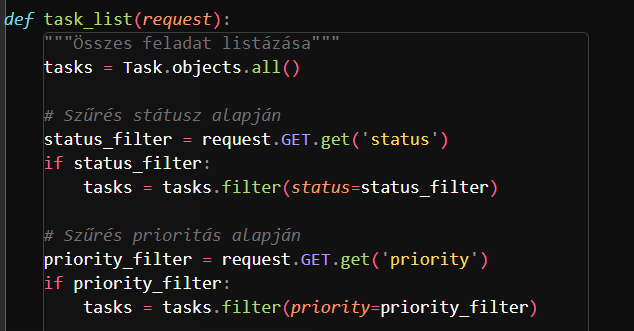 def task_list(request):
"""Összes feladat listázása"""
tasks = Task.objects.all()
# Szűrés státusz alapján
status_filter = request.GET.get('status')
if status_filter:
tasks = tasks.filter(status=status_filter)
# Szűrés prioritás alapján
priority_filter = request.GET.get('priority')
if priority_filter:
tasks = tasks.filter(priority=priority_filter)